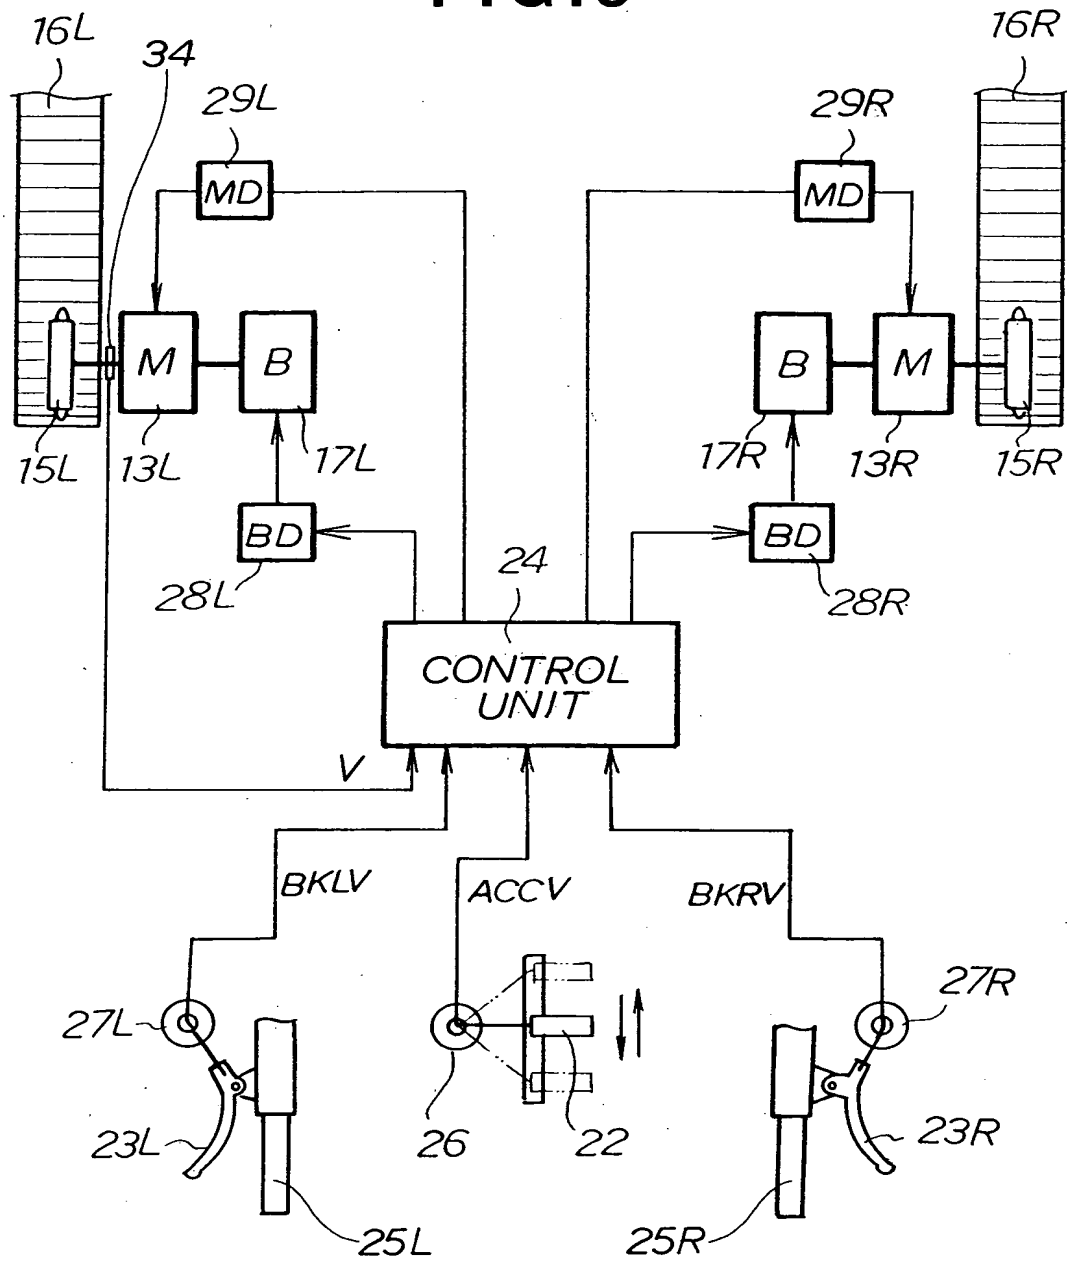 16L
34
16R
29L
29R
MD
MD
M
B
B
M
15L
13L
17L
17R
13R
15R
BD
BD
28L
24
28R
CONTROL
UNIT
V
BKLV
ACCV
BKRV
27L
27R
23L
26
22
23R
25L
25R